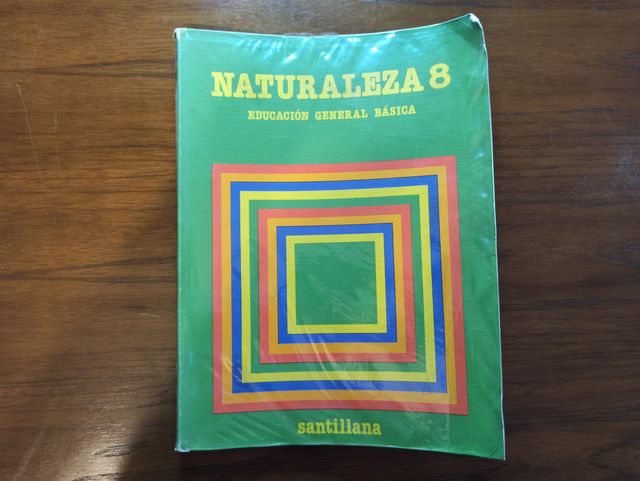 NATURALEZA 8
EDUCACIÓN GENERAL BÁSICA
santillana